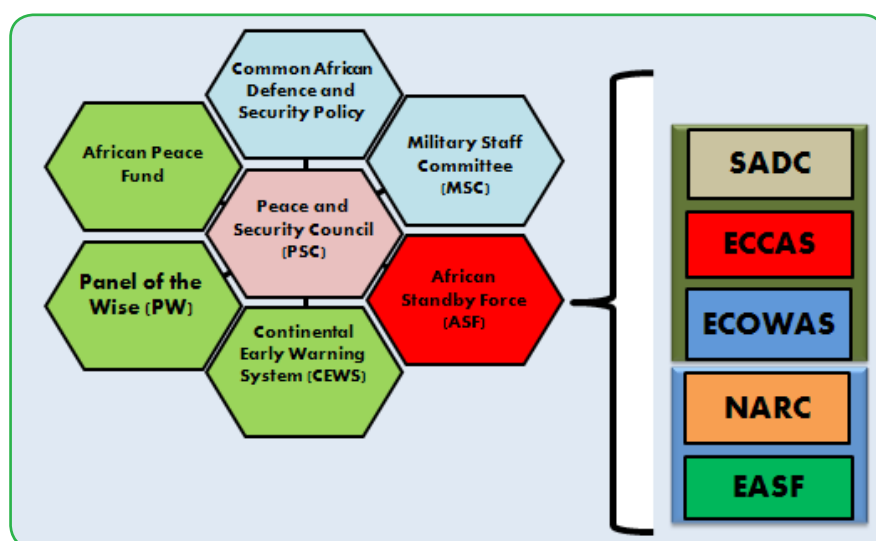 Common African
Defence and
Security Policy
African Peace
Fund
Military Staff
Committee
(MSC)
Peace and
Security Council
(PSC)
Panel of the
Wise (PW)
African
Standby Force
(ASF)
Continental
Early Warning
System (CEWS)
SADC
ECCAS
ECOWAS
NARC
EASF